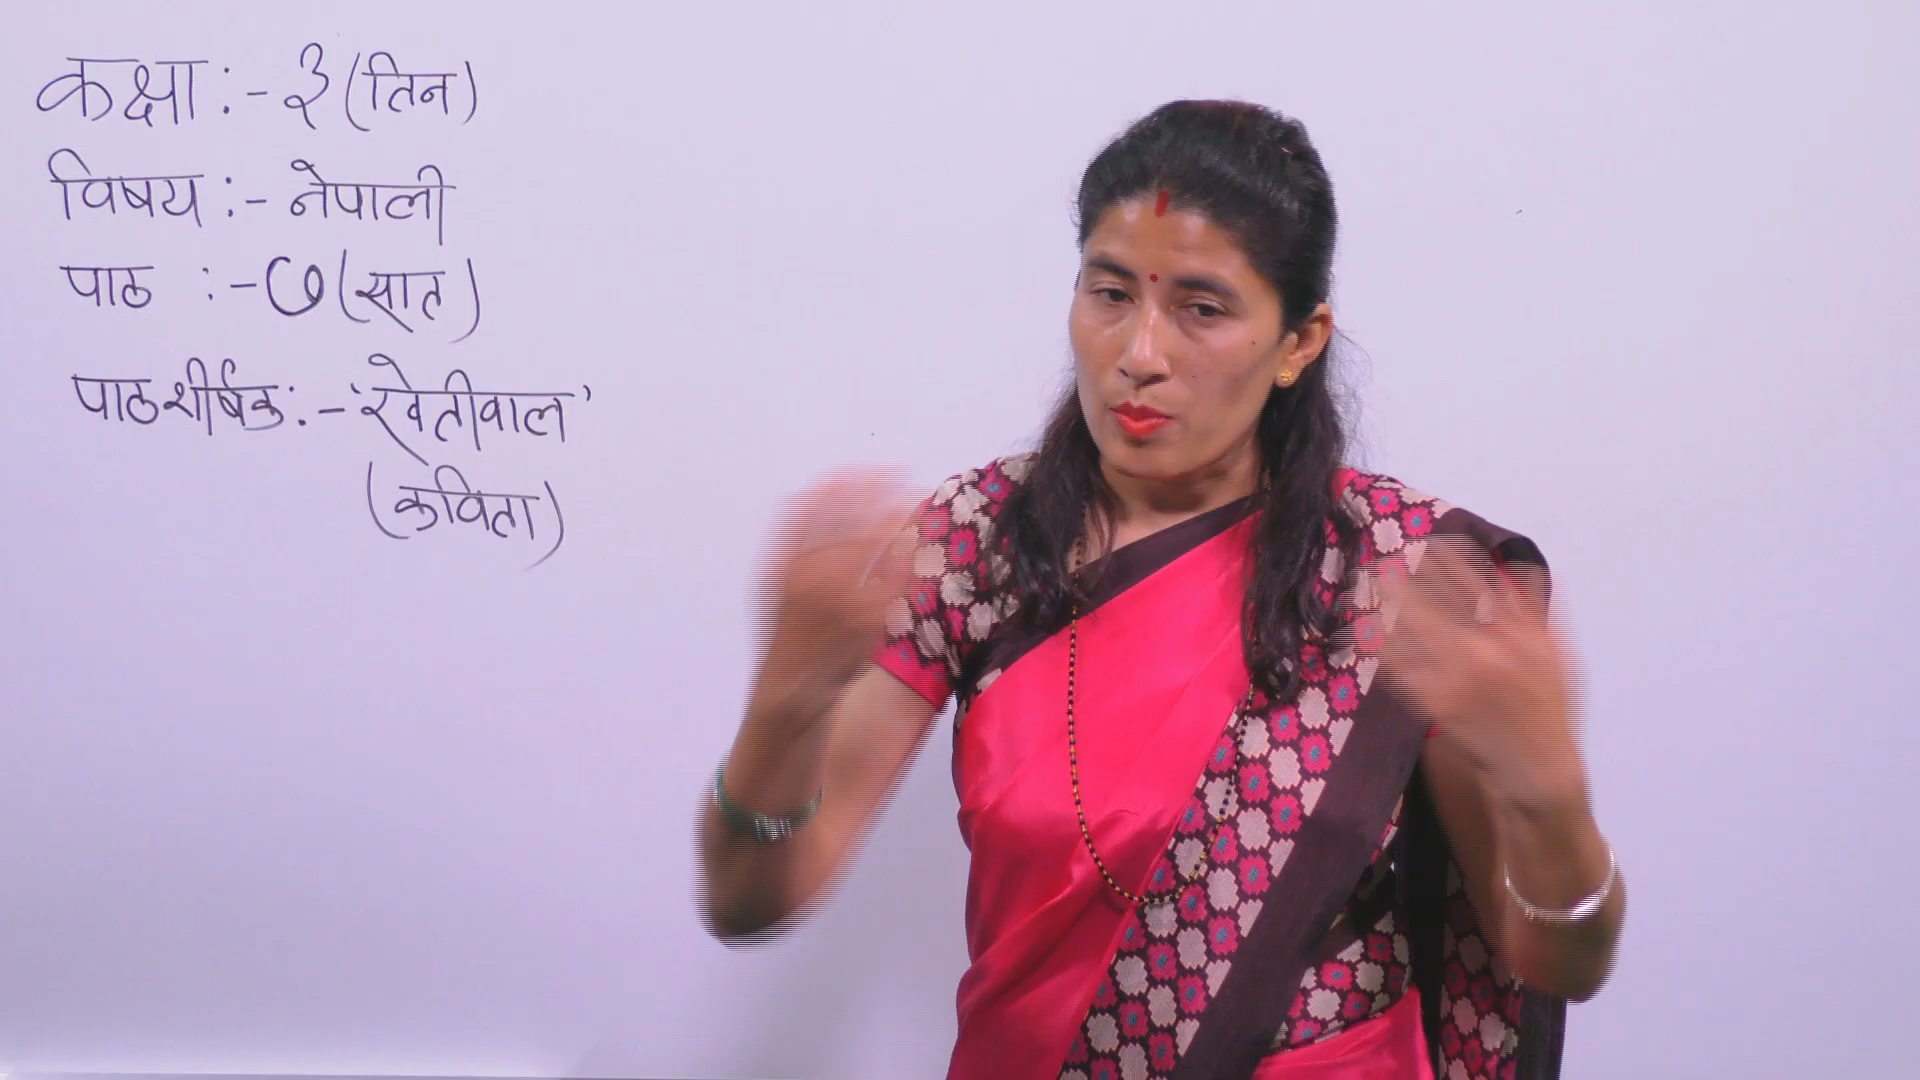 कक्षा :- ३ (तिन)
विषय :- नेपाली
पाठ :- ७ (सात)
पाठशीर्षक :- 'खेतीवाल'
(कविता)